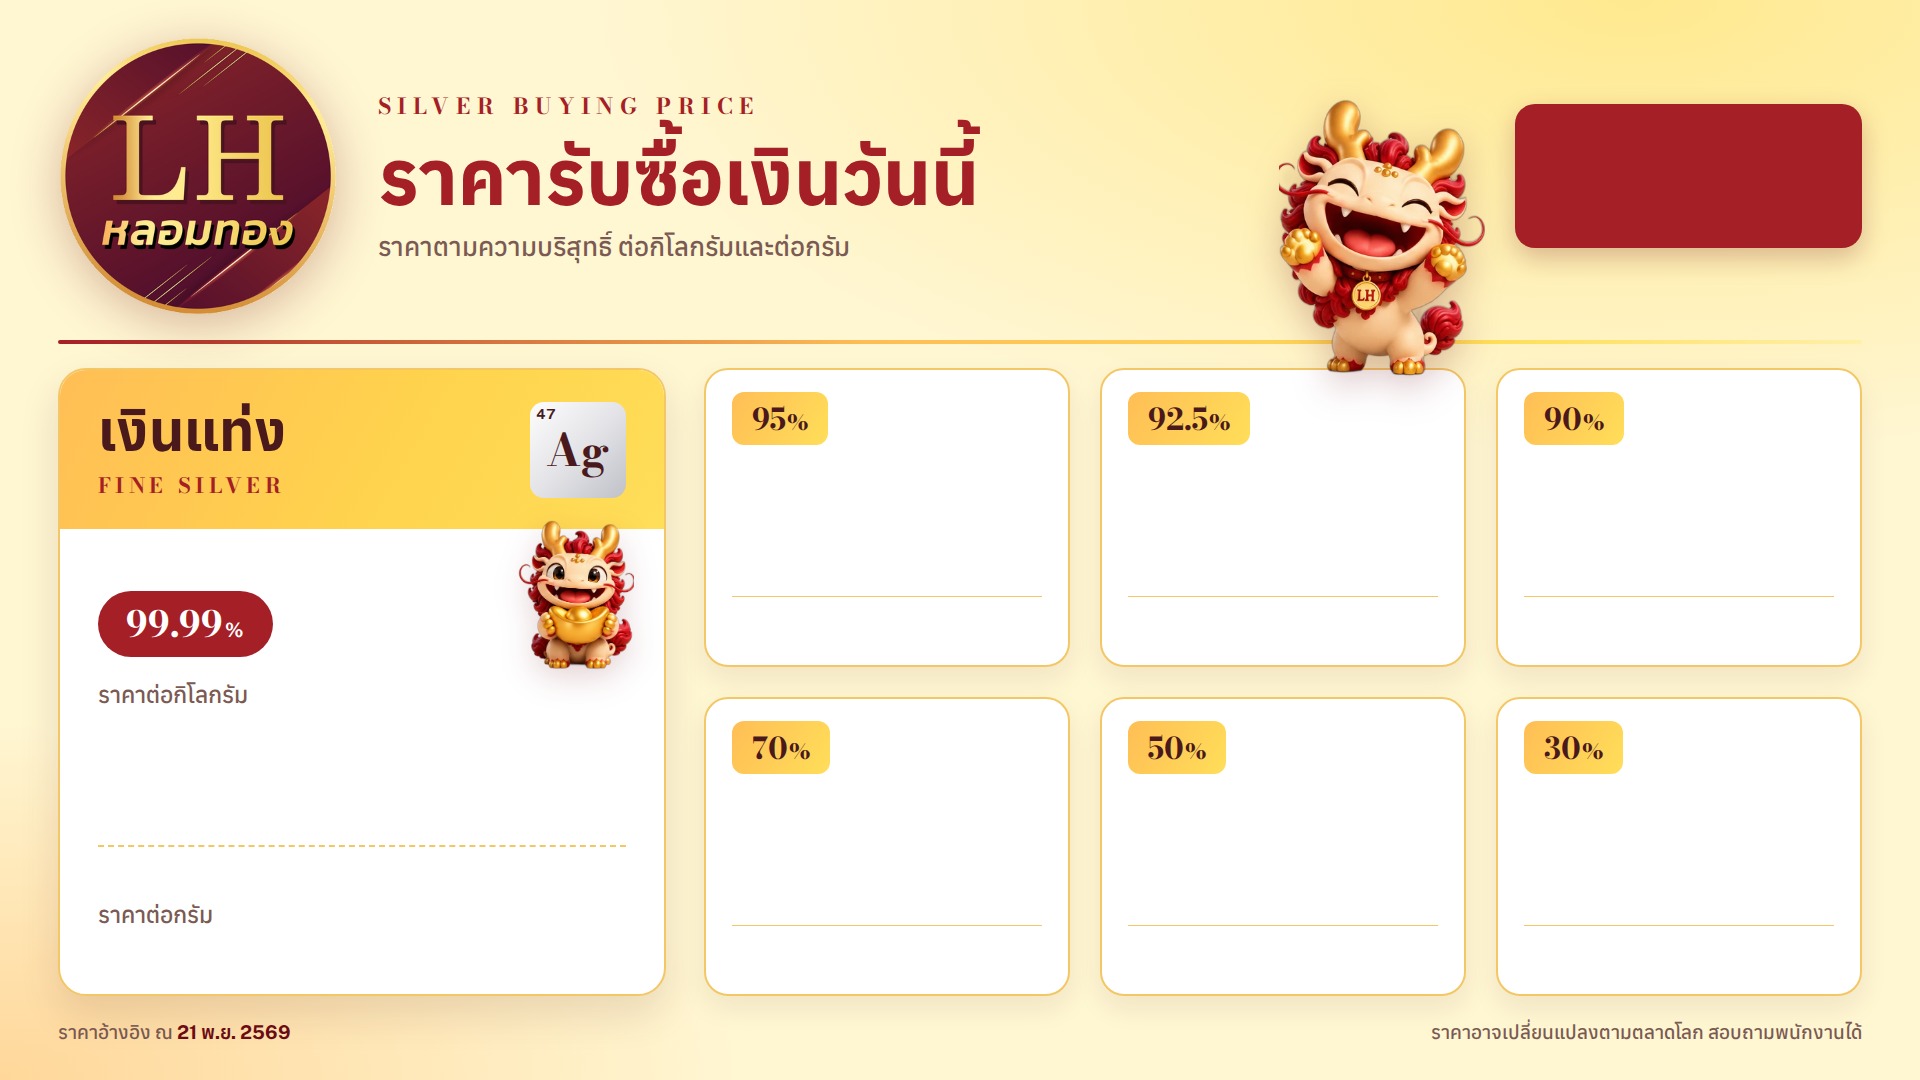 LH
หลอมทอง
SILVER BUYING PRICE
ราคารับซื้อเงินวันนี้
ราคาตามความบริสุทธิ์ ต่อกิโลกรัมและต่อกรัม
LH
เงินแท่ง
FINE SILVER
47
Ag
99.99%
ราคาต่อกิโลกรัม
ราคาต่อกรัม
95%
92.5%
90%
70%
50%
30%
ราคาอ้างอิง ณ 21 พ.ย. 2569
ราคาอาจเปลี่ยนแปลงตามตลาดโลก สอบถามพนักงานได้